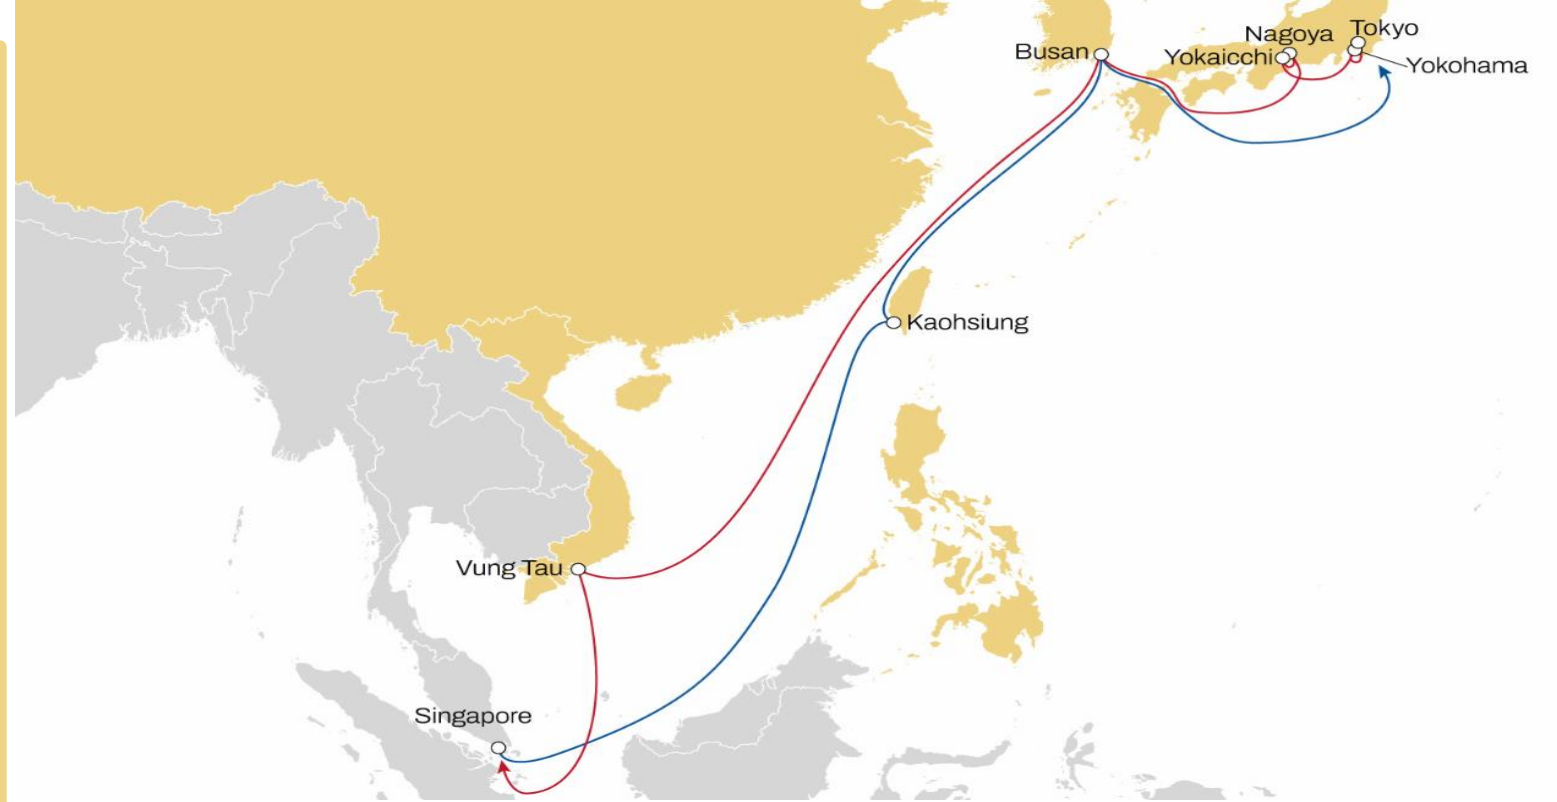 Tokyo
Nagoya
Busan
Yokaicchi
Yokohama
Kaohsiung
Vung Tau
Singapore